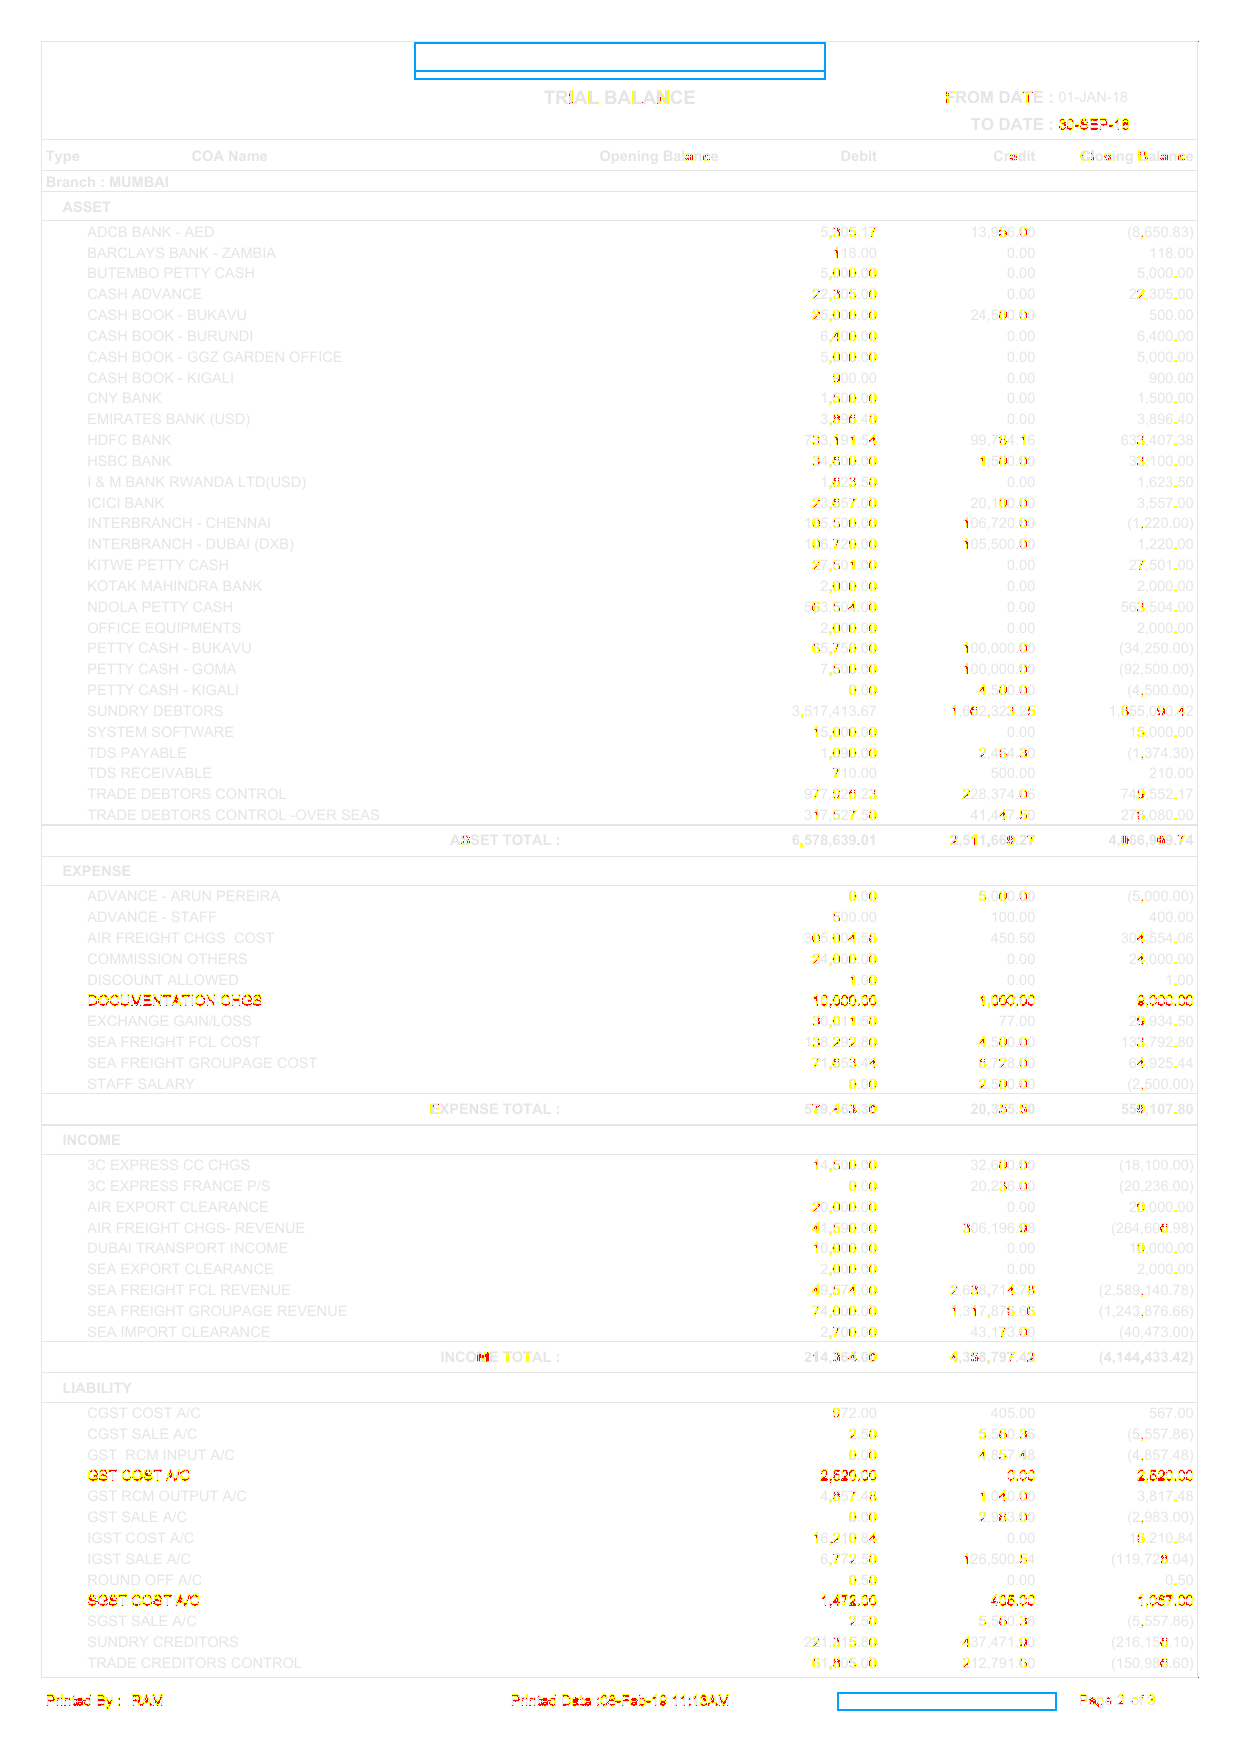 TRIAL BALANCE FROM DATE : 01-JAN-18
TO DATE : 30-SEP-18
Type COA Name Opening Balance Debit Credit Closing Balance
Branch : MUMBAI
ASSET
ADCB BANK - AED 5,305.17 13,956.00 (8,650.83)
BARCLAYS BANK - ZAMBIA 118.00 0.00 118.00
BUTEMBO PETTY CASH 5,000.00 0.00 5,000.00
CASH ADVANCE 22,305.00 0.00 22,305.00
CASH BOOK - BUKAVU 25,000.00 24,500.00 500.00
CASH BOOK - BURUNDI 6,400.00 0.00 6,400.00
CASH BOOK - GGZ GARDEN OFFICE 5,000.00 0.00 5,000.00
CASH BOOK - KIGALI 900.00 0.00 900.00
CNY BANK 1,500.00 0.00 1,500.00
EMIRATES BANK (USD) 3,896.40 0.00 3,896.40
HDFC BANK 733,191.54 99,784.16 633,407.38
HSBC BANK 34,600.00 1,500.00 33,100.00
I & M BANK RWANDA LTD(USD) 1,623.50 0.00 1,623.50
ICICI BANK 23,657.00 20,100.00 3,557.00
INTERBRANCH - CHENNAI 105,500.00 106,720.00 (1,220.00)
INTERBRANCH - DUBAI (DXB) 106,720.00 105,500.00 1,220.00
KITWE PETTY CASH 27,501.00 0.00 27,501.00
KOTAK MAHINDRA BANK 2,000.00 0.00 2,000.00
NDOLA PETTY CASH 563,504.00 0.00 563,504.00
OFFICE EQUIPMENTS 2,000.00 0.00 2,000.00
PETTY CASH - BUKAVU 65,750.00 100,000.00 (34,250.00)
PETTY CASH - GOMA 7,500.00 100,000.00 (92,500.00)
PETTY CASH - KIGALI 0.00 4,500.00 (4,500.00)
SUNDRY DEBTORS 3,517,413.67 1,662,323.25 1,855,090.42
SYSTEM SOFTWARE 15,000.00 0.00 15,000.00
TDS PAYABLE 1,090.00 2,464.30 (1,374.30)
TDS RECEIVABLE 710.00 500.00 210.00
TRADE DEBTORS CONTROL 977,926.23 228,374.06 749,552.17
TRADE DEBTORS CONTROL -OVER SEAS 317,527.50 41,447.50 276,080.00
ASSET TOTAL : 6,578,639.01 2,511,669.27 4,066,969.74
EXPENSE
ADVANCE - ARUN PEREIRA 0.00 5,000.00 (5,000.00)
ADVANCE - STAFF 500.00 100.00 400.00
AIR FREIGHT CHGS  COST 305,004.56 450.50 304,554.06
COMMISSION OTHERS 24,000.00 0.00 24,000.00
DISCOUNT ALLOWED 1.00 0.00 1.00
DOCUMENTATION CHGS 10,000.00 1,000.00 9,000.00
EXCHANGE GAIN/LOSS 30,011.50 77.00 29,934.50
SEA FREIGHT FCL COST 138,292.80 4,500.00 133,792.80
SEA FREIGHT GROUPAGE COST 71,653.44 6,728.00 64,925.44
STAFF SALARY 0.00 2,500.00 (2,500.00)
EXPENSE TOTAL : 579,463.30 20,355.50 559,107.80
INCOME
3C EXPRESS CC CHGS 14,500.00 32,600.00 (18,100.00)
3C EXPRESS FRANCE P/S 0.00 20,236.00 (20,236.00)
AIR EXPORT CLEARANCE 20,000.00 0.00 20,000.00
AIR FREIGHT CHGS- REVENUE 41,590.00 306,196.98 (264,606.98)
DUBAI TRANSPORT INCOME 10,000.00 0.00 10,000.00
SEA EXPORT CLEARANCE 2,000.00 0.00 2,000.00
SEA FREIGHT FCL REVENUE 49,574.00 2,638,714.78 (2,589,140.78)
SEA FREIGHT GROUPAGE REVENUE 74,000.00 1,317,876.66 (1,243,876.66)
SEA IMPORT CLEARANCE 2,700.00 43,173.00 (40,473.00)
INCOME TOTAL : 214,364.00 4,358,797.42 (4,144,433.42)
LIABILITY
CGST COST A/C 972.00 405.00 567.00
CGST SALE A/C 2.50 5,560.36 (5,557.86)
GST  RCM INPUT A/C 0.00 4,857.48 (4,857.48)
GST COST A/C 2,520.00 0.00 2,520.00
GST RCM OUTPUT A/C 4,857.48 1,040.00 3,817.48
GST SALE A/C 0.00 2,983.00 (2,983.00)
IGST COST A/C 16,210.84 0.00 16,210.84
IGST SALE A/C 6,772.50 126,500.54 (119,728.04)
ROUND OFF A/C 0.50 0.00 0.50
SGST COST A/C 1,472.00 405.00 1,067.00
SGST SALE A/C 2.50 5,560.36 (5,557.86)
SUNDRY CREDITORS 221,315.80 437,471.90 (216,156.10)
TRADE CREDITORS CONTROL 61,805.00 212,791.60 (150,986.60)
Printed By : RAM Printed Date :08-Feb-19 11:13AM Page 2 of 3